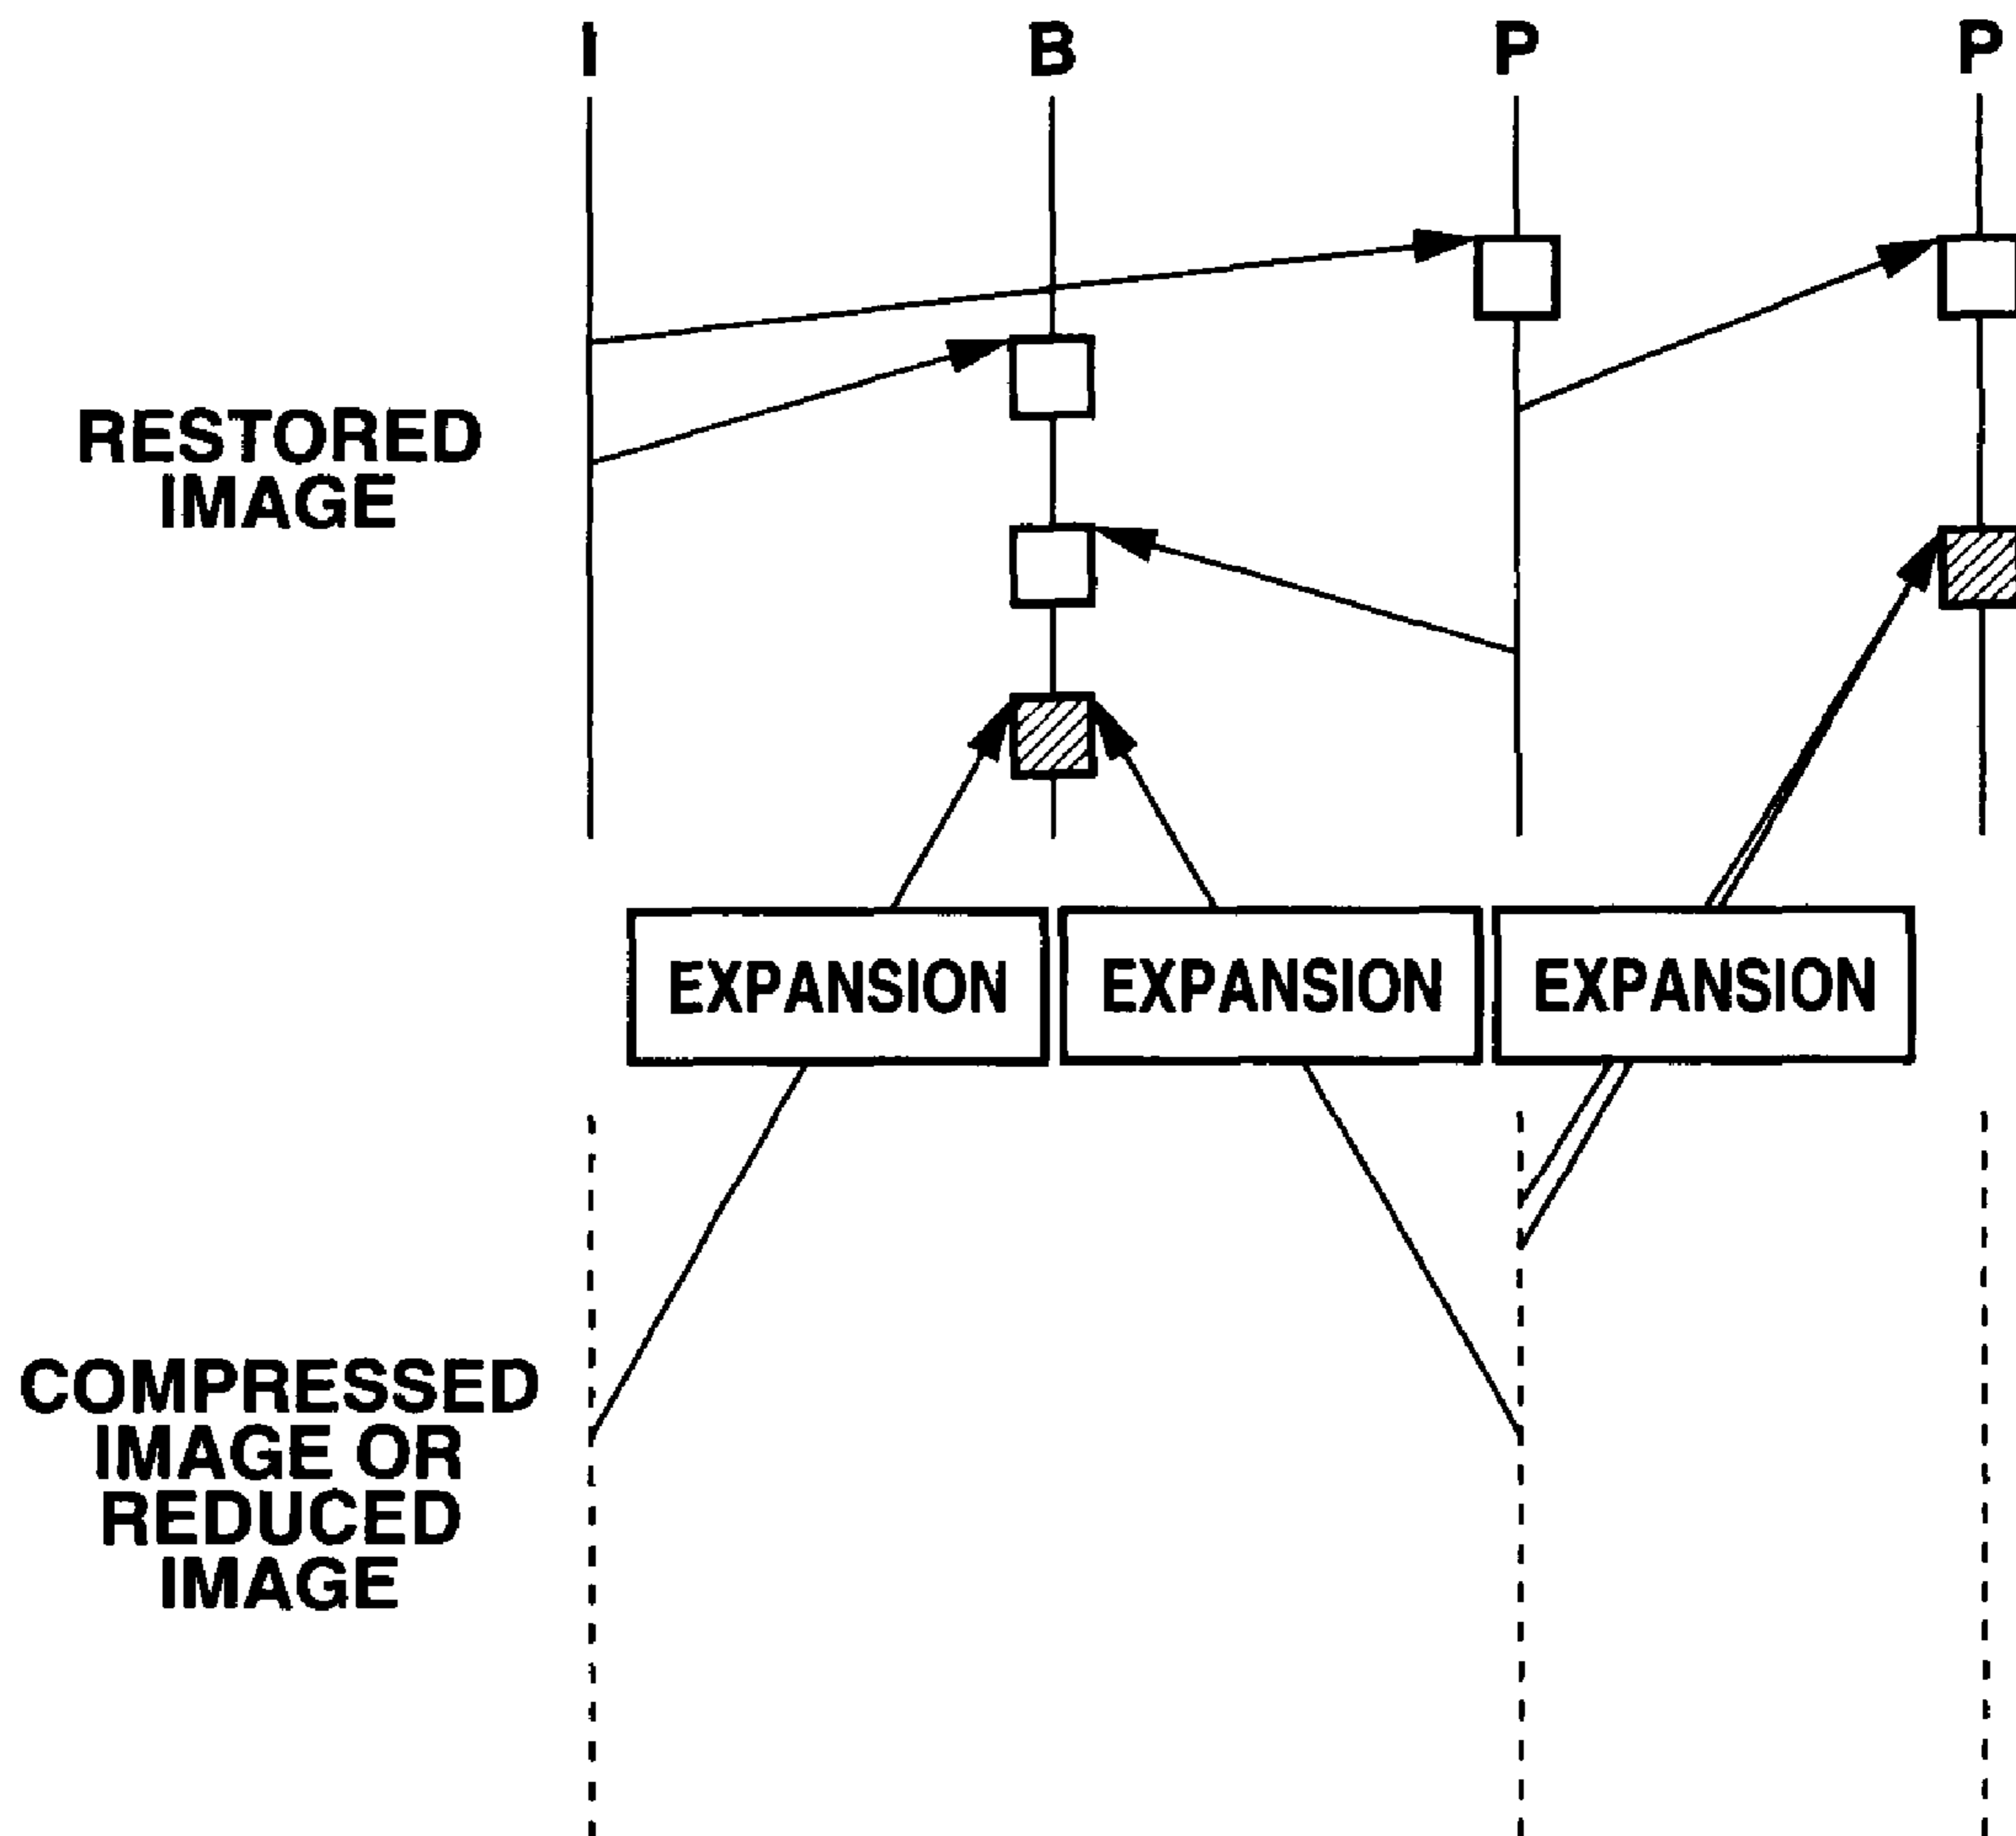 I B P P
RESTORED
IMAGE
EXPANSION EXPANSION EXPANSION
COMPRESSED
IMAGE OR
REDUCED
IMAGE